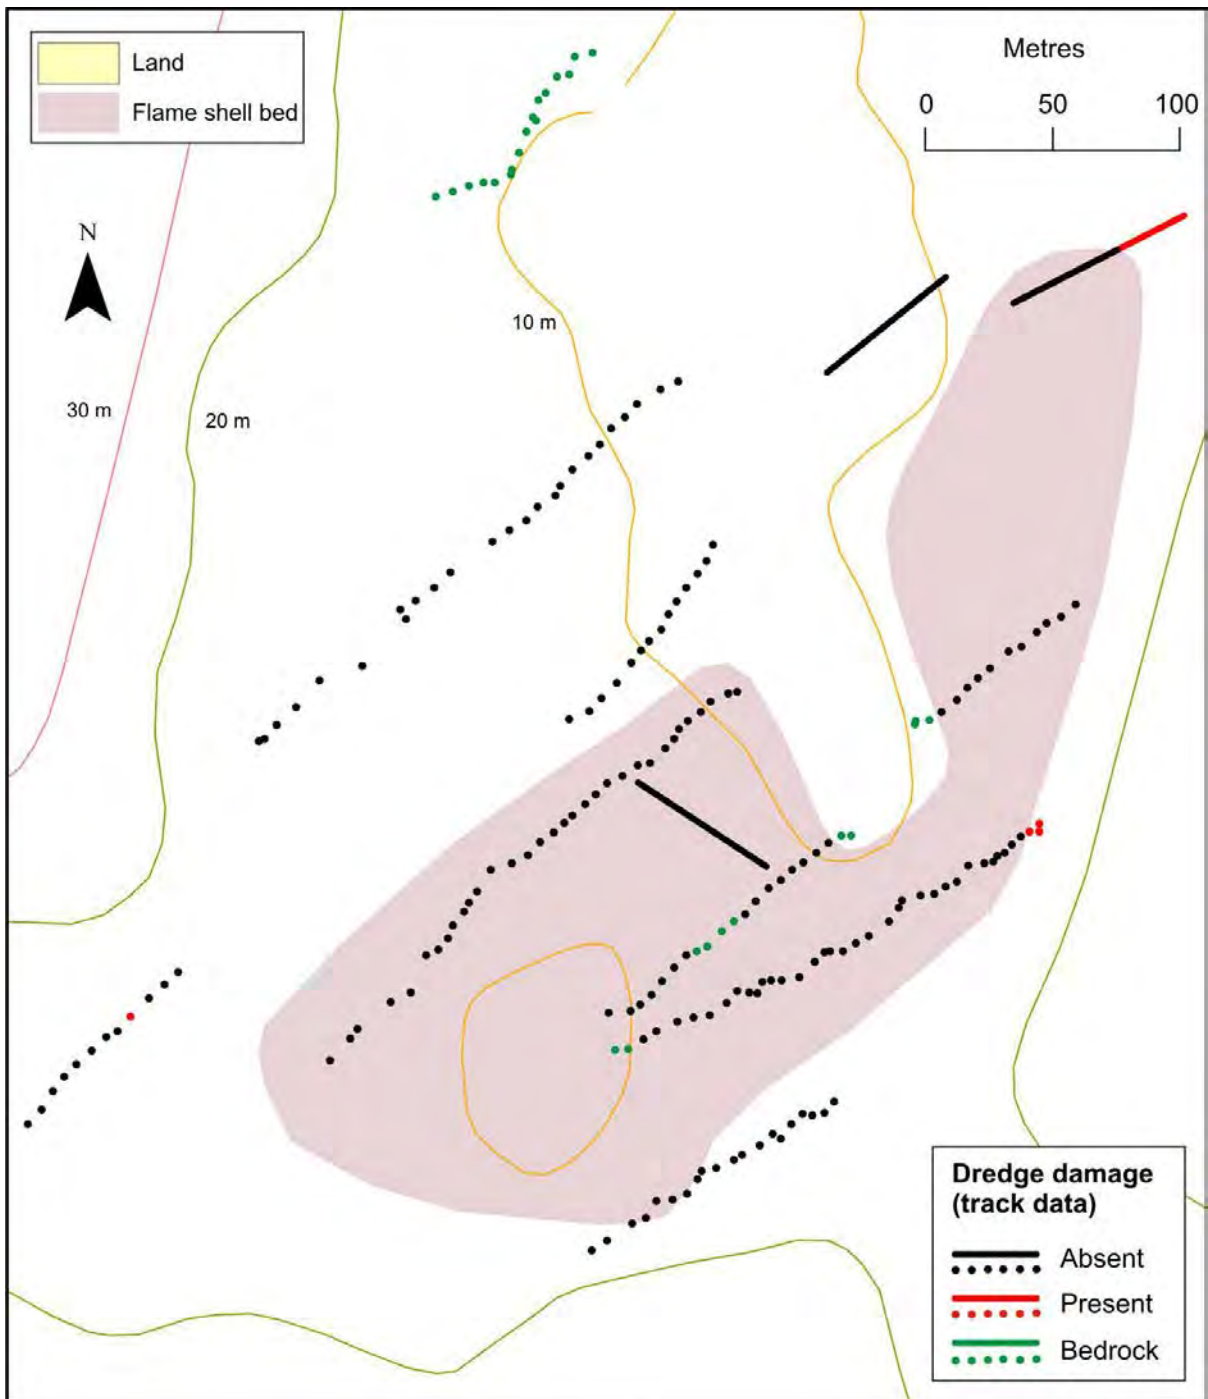 Land
Flame shell bed
Metres
0 50 100
N
10 m
30 m
20 m
Dredge damage
(track data)
Absent
Present
Bedrock